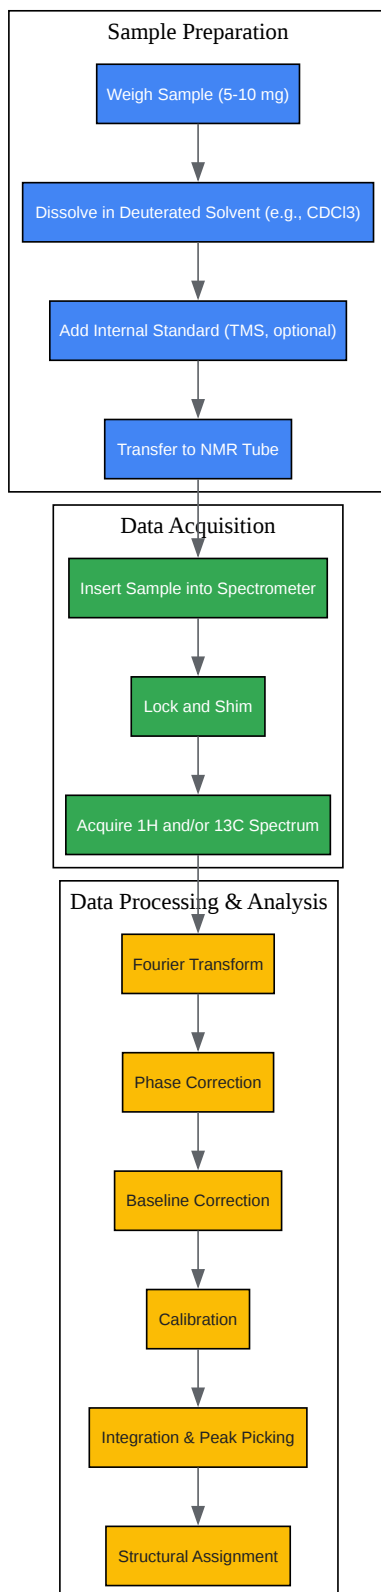 Sample Preparation
Weigh Sample (5-10 mg)
Dissolve in Deuterated Solvent (e.g., CDCl3)
Add Internal Standard (TMS, optional)
Transfer to NMR Tube
Data Acquisition
Insert Sample into Spectrometer
Lock and Shim
Acquire 1H and/or 13C Spectrum
Data Processing & Analysis
Fourier Transform
Phase Correction
Baseline Correction
Calibration
Integration & Peak Picking
Structural Assignment